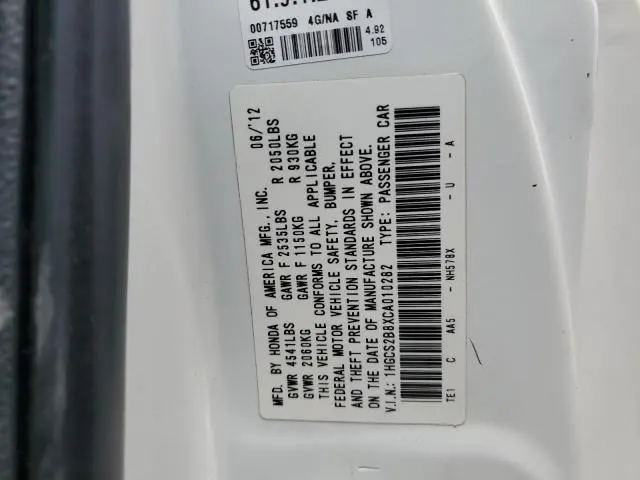 00717559 4G/NA SF A
4.92
105
MFD. BY HONDA OF AMERICA MFG., INC. 06/'12
GVWR 4541LBS GAWR F 2535LBS R 2050LBS
GVWR 2060KG GAWR F 1150KG R 930KG
THIS VEHICLE CONFORMS TO ALL APPLICABLE
FEDERAL MOTOR VEHICLE SAFETY, BUMPER,
AND THEFT PREVENTION STANDARDS IN EFFECT
ON THE DATE OF MANUFACTURE SHOWN ABOVE.
V.I.N.: 1HGCS2B8XCA010282 TYPE: PASSENGER CAR
TE1 C AA5 - NH578X - U - A